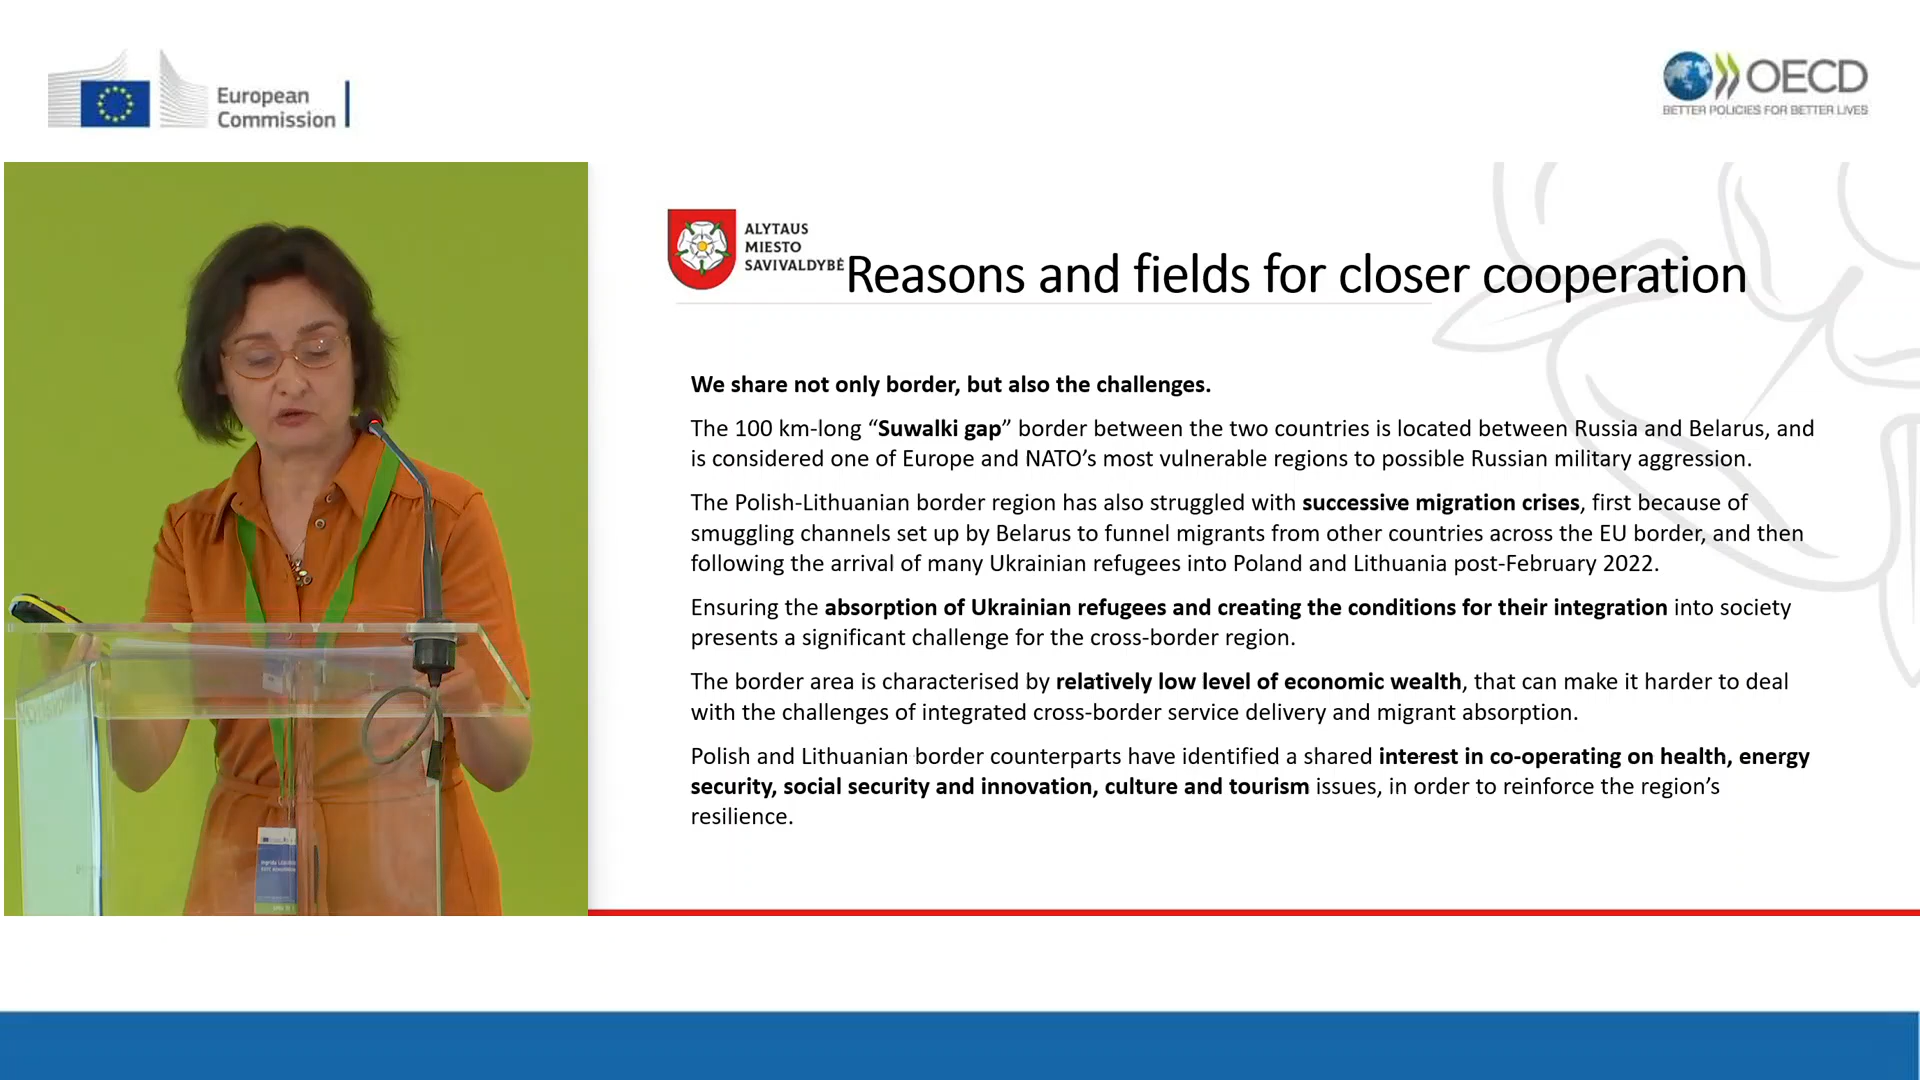 European
Commission
OECD
BETTER POLICIES FOR BETTER LIVES
ALYTAUS
MIESTO
SAVIVALDYBĖ
Reasons and fields for closer cooperation
We share not only border, but also the challenges.
The 100 km-long “Suwalki gap” border between the two countries is located between Russia and Belarus, and
is considered one of Europe and NATO’s most vulnerable regions to possible Russian military aggression.
The Polish-Lithuanian border region has also struggled with successive migration crises, first because of
smuggling channels set up by Belarus to funnel migrants from other countries across the EU border, and then
following the arrival of many Ukrainian refugees into Poland and Lithuania post-February 2022.
Ensuring the absorption of Ukrainian refugees and creating the conditions for their integration into society
presents a significant challenge for the cross-border region.
The border area is characterised by relatively low level of economic wealth, that can make it harder to deal
with the challenges of integrated cross-border service delivery and migrant absorption.
Polish and Lithuanian border counterparts have identified a shared interest in co-operating on health, energy
security, social security and innovation, culture and tourism issues, in order to reinforce the region’s
resilience.